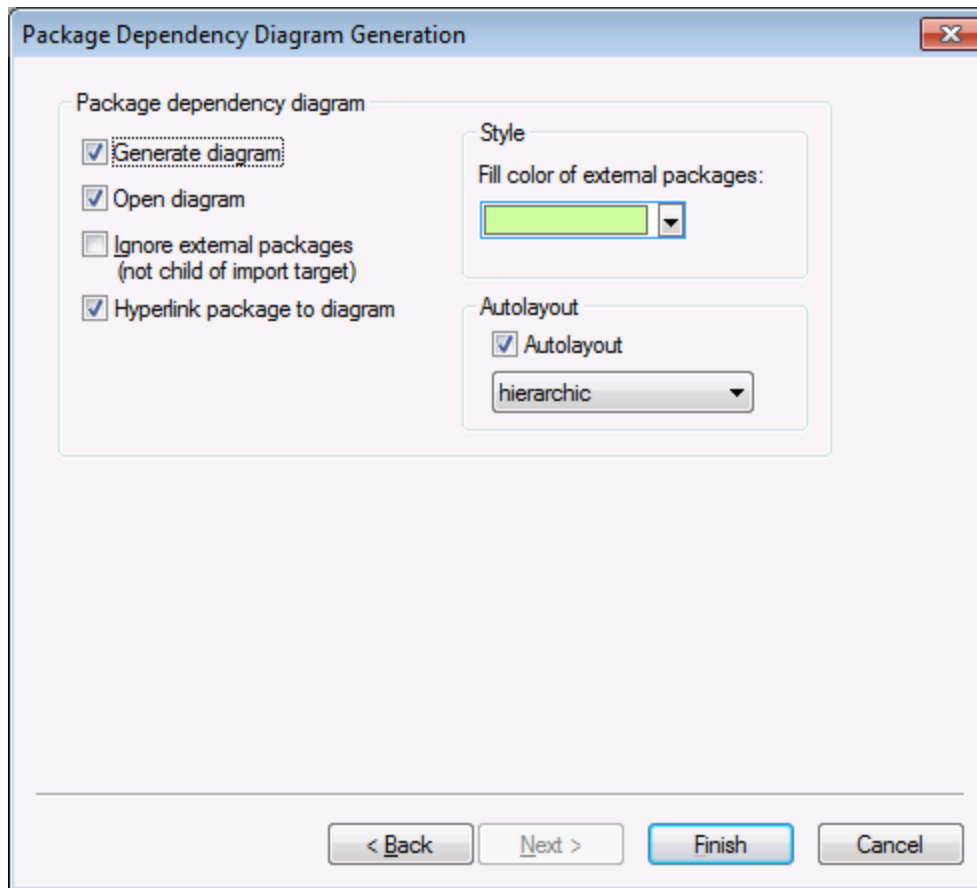 Package Dependency Diagram Generation
Package dependency diagram
Generate diagram
Open diagram
Ignore external packages
(not child of import target)
Hyperlink package to diagram
Style
Fill color of external packages:
Autolayout
Autolayout
hierarchic
< Back
Next >
Finish
Cancel